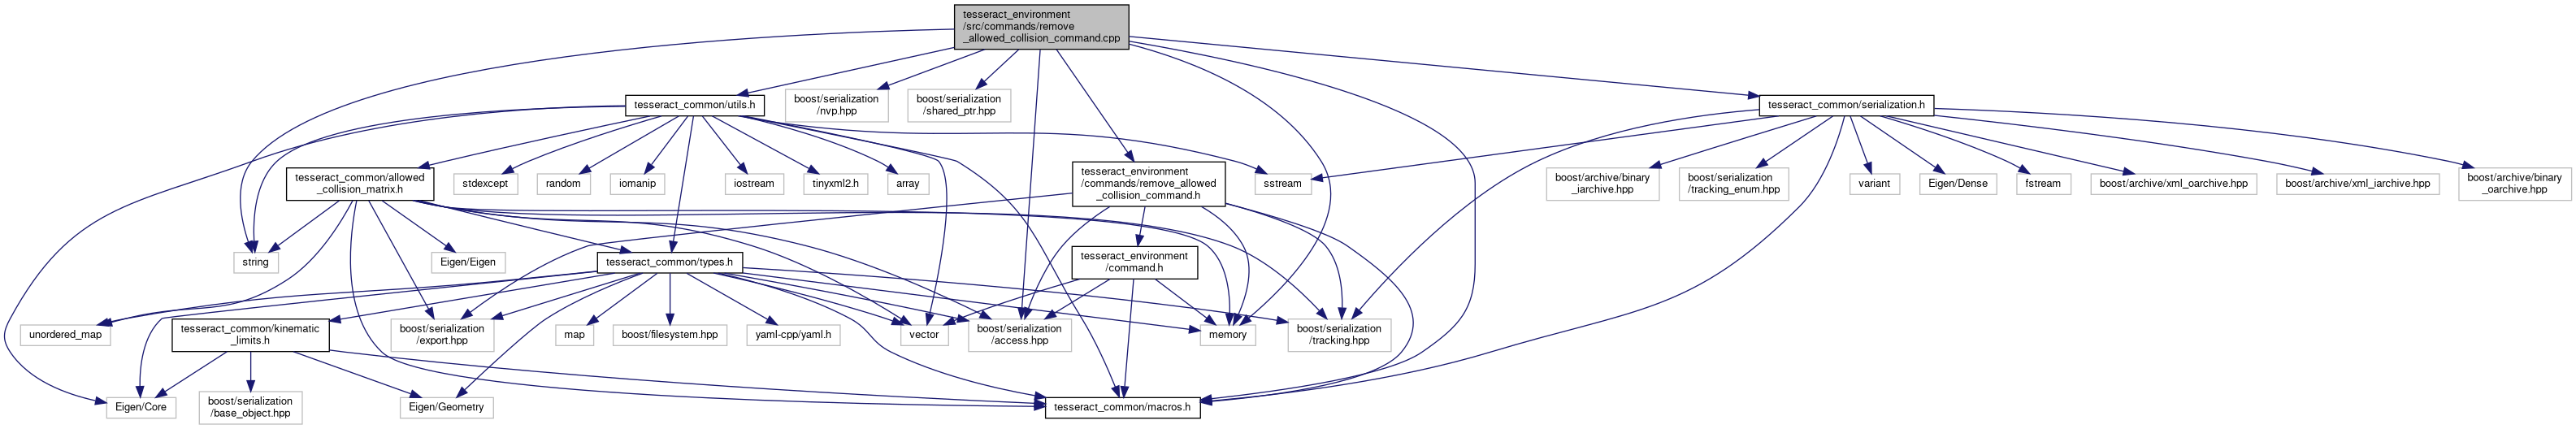 tesseract_environment
/src/commands/remove
_allowed_collision_command.cpp
tesseract_common/utils.h
boost/serialization
/nvp.hpp
boost/serialization
/shared_ptr.hpp
tesseract_common/serialization.h
tesseract_common/allowed
_collision_matrix.h
stdexcept
random
iomanip
iostream
tinyxml2.h
array
tesseract_environment
/commands/remove_allowed
_collision_command.h
sstream
boost/archive/binary
_iarchive.hpp
boost/serialization
/tracking_enum.hpp
variant
Eigen/Dense
fstream
boost/archive/xml_oarchive.hpp
boost/archive/xml_iarchive.hpp
boost/archive/binary
_oarchive.hpp
string
Eigen/Eigen
tesseract_common/types.h
tesseract_environment
/command.h
unordered_map
tesseract_common/kinematic
_limits.h
boost/serialization
/export.hpp
map
boost/filesystem.hpp
yaml-cpp/yaml.h
vector
boost/serialization
/access.hpp
memory
boost/serialization
/tracking.hpp
Eigen/Core
boost/serialization
/base_object.hpp
Eigen/Geometry
tesseract_common/macros.h